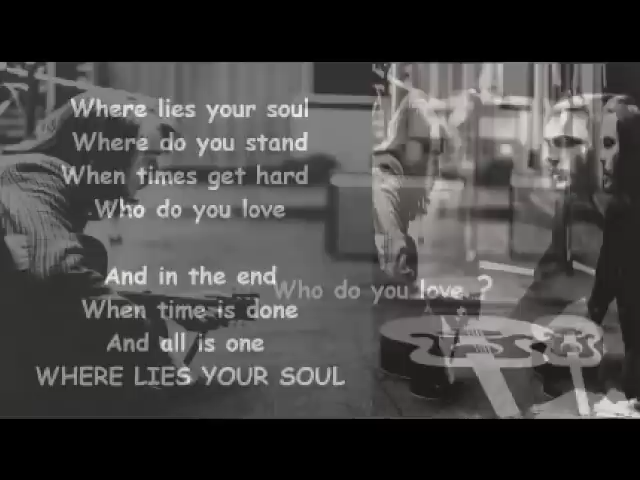 Where lies your soul
Where do you stand
When times get hard
Who do you love
And in the end
Who do you love ?
When time is done
And all is one
WHERE LIES YOUR SOUL